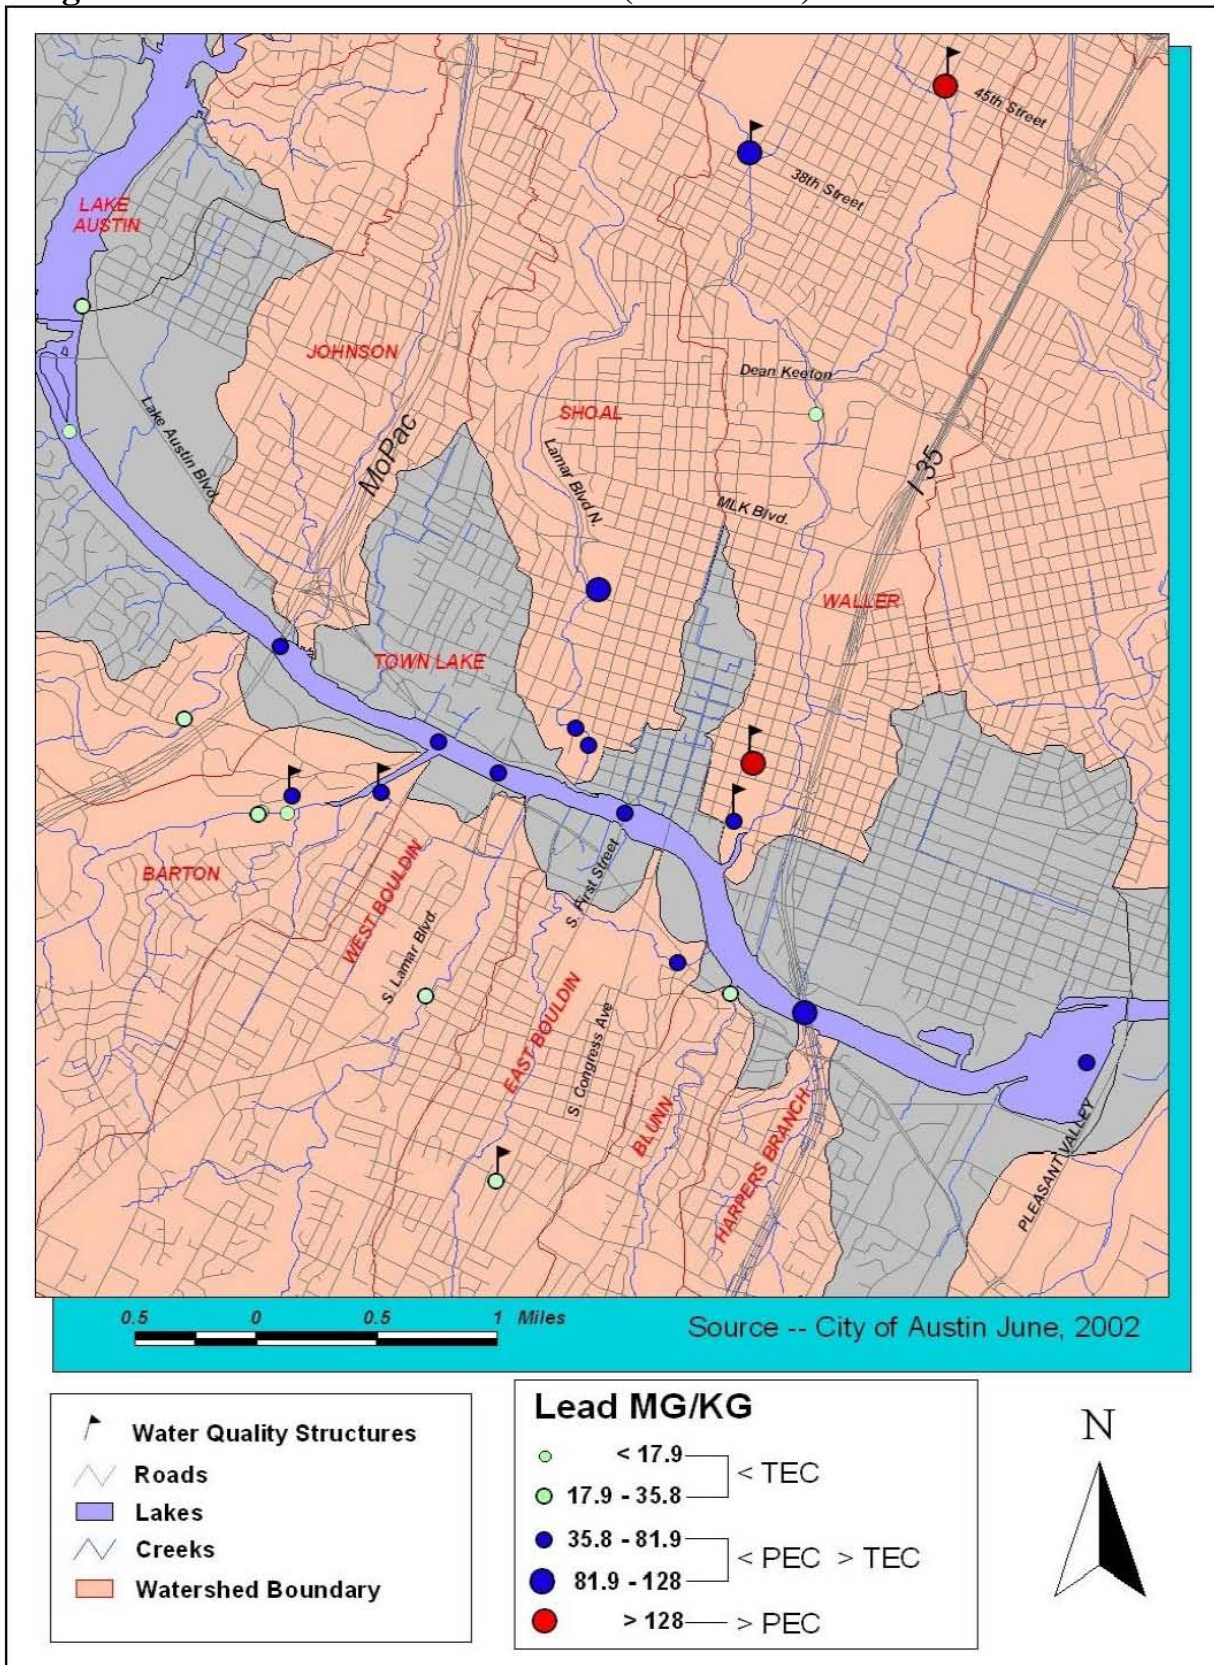 45th Street
38th Street
LAKE
AUSTIN
JOHNSON
Dean Keeton
SHOAL
Lake Austin Blvd.
MoPac
Lamar Blvd N.
I-35
MLK Blvd.
WALLER
TOWN LAKE
BARTON
WEST BOULDIN
S. First Street
S. Lamar Blvd.
EAST BOULDIN
S. Congress Ave
BLUNN
HARPERS BRANCH
PLEASANT VALLEY
0.5 0 0.5 1 Miles
Source -- City of Austin June, 2002
Water Quality Structures
Roads
Lakes
Creeks
Watershed Boundary
Lead MG/KG
< 17.9
17.9 - 35.8
< TEC
35.8 - 81.9
81.9 - 128
< PEC > TEC
> 128
> PEC
N